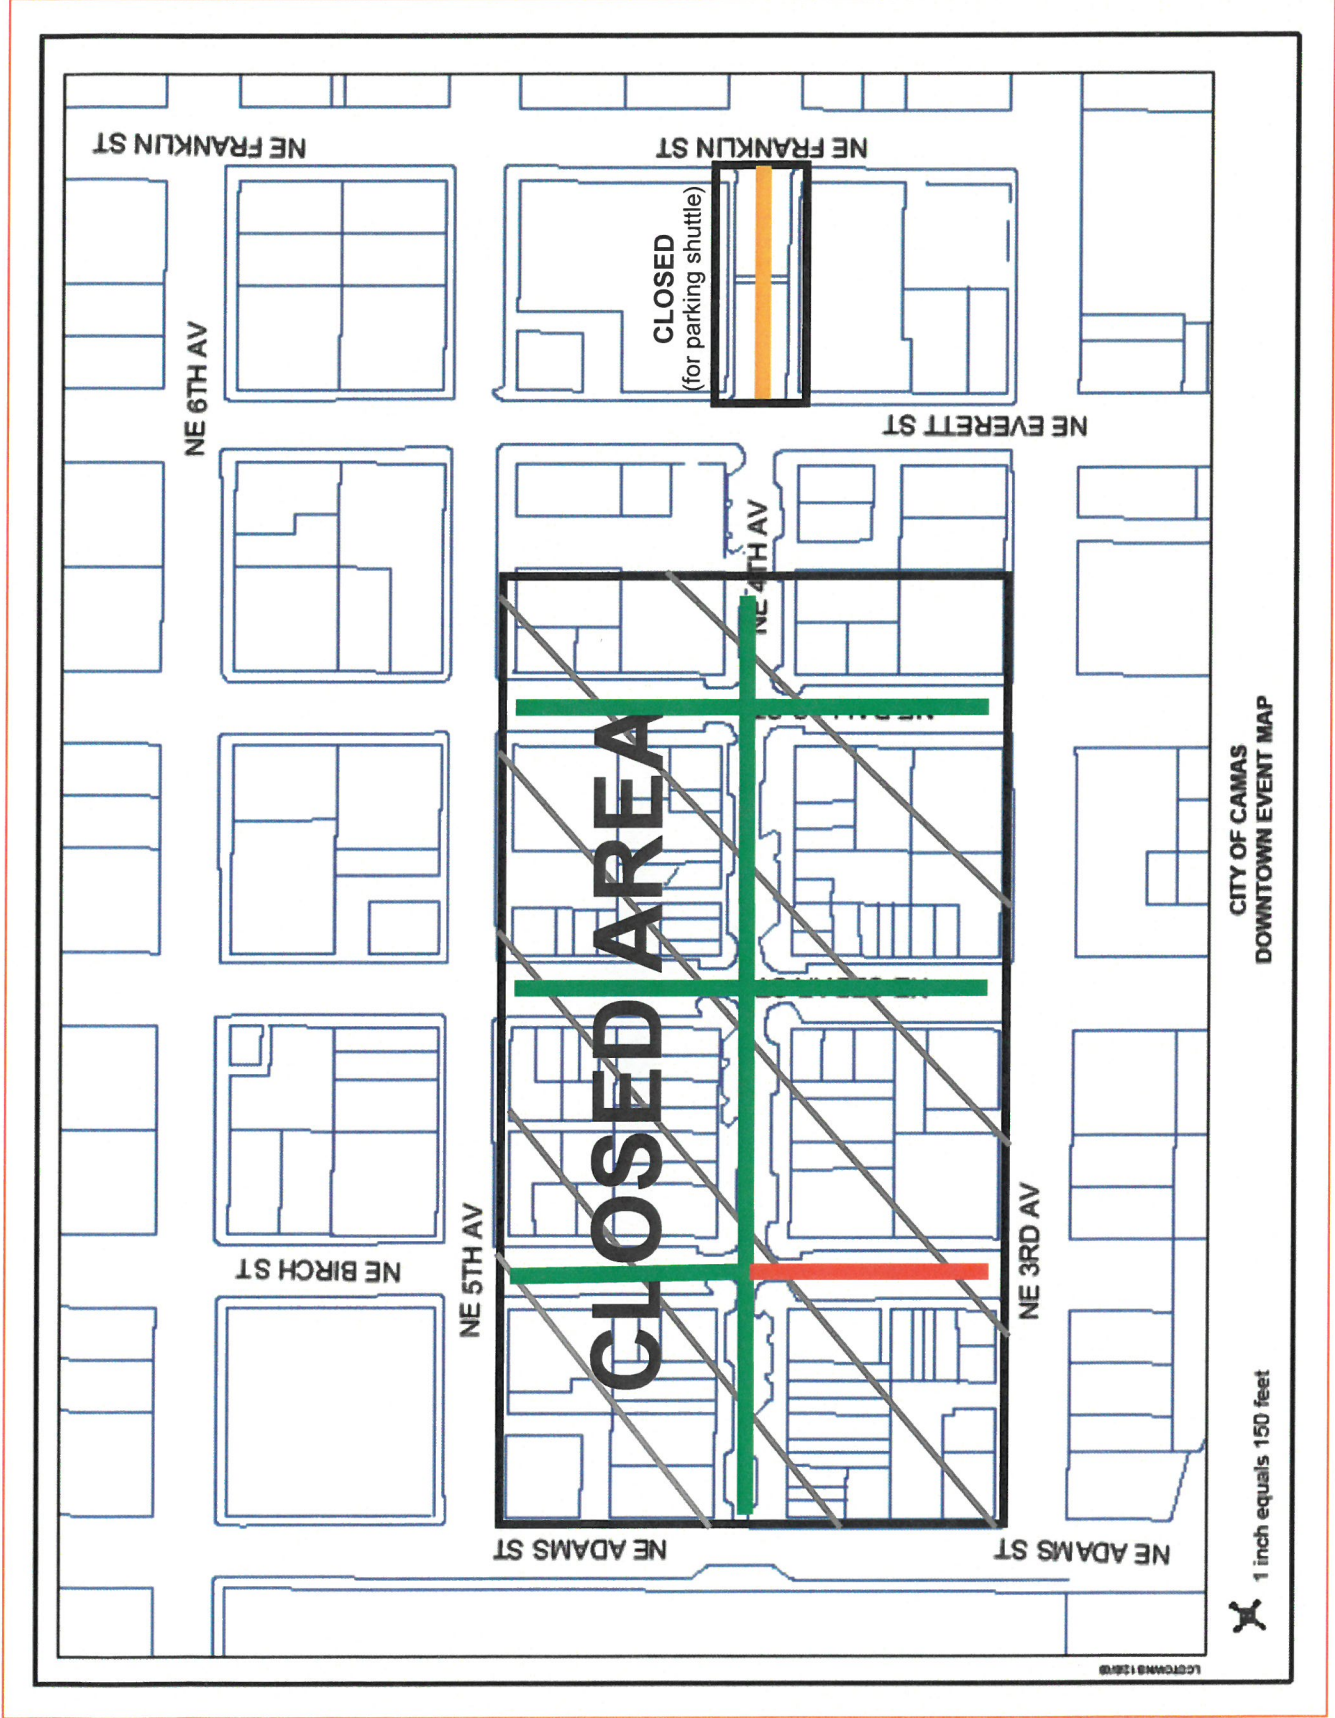 NE FRANKLIN ST
NE FRANKLIN ST
CLOSED
(for parking shuttle)
NE 6TH AV
NE EVERETT ST
NE 4TH AV
CLOSED AREA
NE BIRCH ST
NE 5TH AV
NE 3RD AV
NE ADAMS ST
NE ADAMS ST
CITY OF CAMAS
DOWNTOWN EVENT MAP
1 inch equals 150 feet